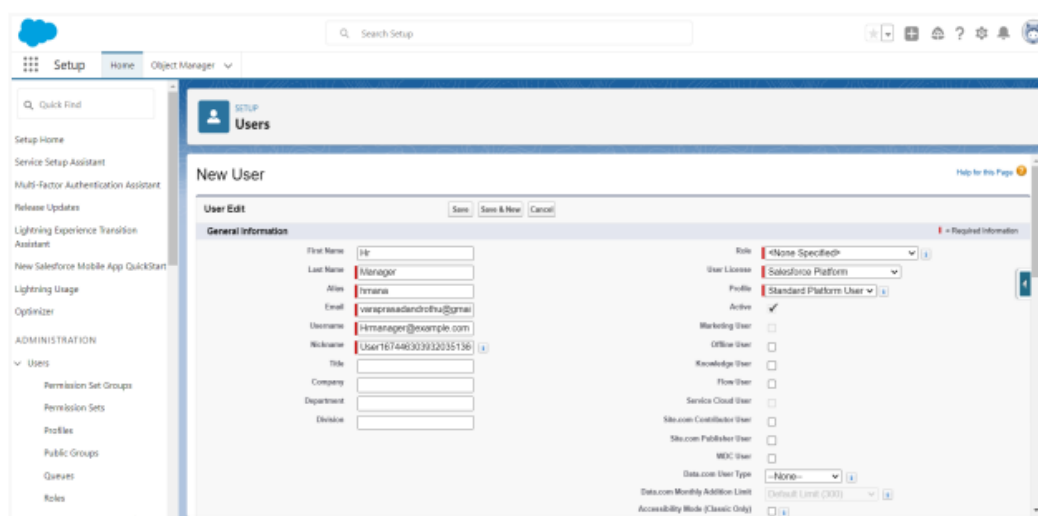 Search Setup
Setup
Home
Object Manager
Quick Find
Setup Home
Service Setup Assistant
Multi-Factor Authentication Assistant
Release Updates
Lightning Experience Transition
Assistant
New Salesforce Mobile App QuickStart
Lightning Usage
Optimizer
ADMINISTRATION
Users
Permission Set Groups
Permission Sets
Profiles
Public Groups
Queues
Roles
SETUP
Users
New User
Help for this Page
User Edit
Save
Save & New
Cancel
General Information
= Required Information
First Name Hr
Last Name Manager
Alias hmana
Email varaprasadandrothu@gmai
Username Hrmanager@example.com
Nickname User167446303932035136
Title
Company
Department
Division
Role <None Specified>
User License Salesforce Platform
Profile Standard Platform User
Active
Marketing User
Offline User
Knowledge User
Flow User
Service Cloud User
Site.com Contributor User
Site.com Publisher User
WDC User
Data.com User Type --None--
Data.com Monthly Addition Limit Default Limit (300)
Accessibility Mode (Classic Only)